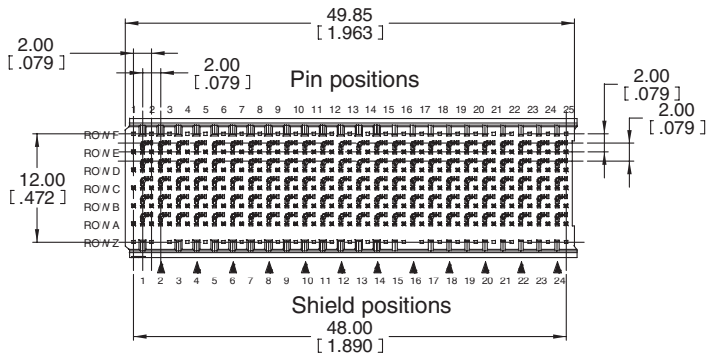 49.85
[ 1.963 ]
2.00
[ .079 ]
2.00
[ .079 ]
Pin positions
2.00
[ .079 ]
2.00
[ .079 ]
1 2 3 4 5 6 7 8 9 10 11 12 13 14 15 16 17 18 19 20 21 22 23 24 25
ROW F
ROW E
ROW D
ROW C
ROW B
ROW A
ROW Z
12.00
[ .472 ]
1 2 3 4 5 6 7 8 9 10 11 12 13 14 15 16 17 18 19 20 21 22 23 24
Shield positions
48.00
[ 1.890 ]